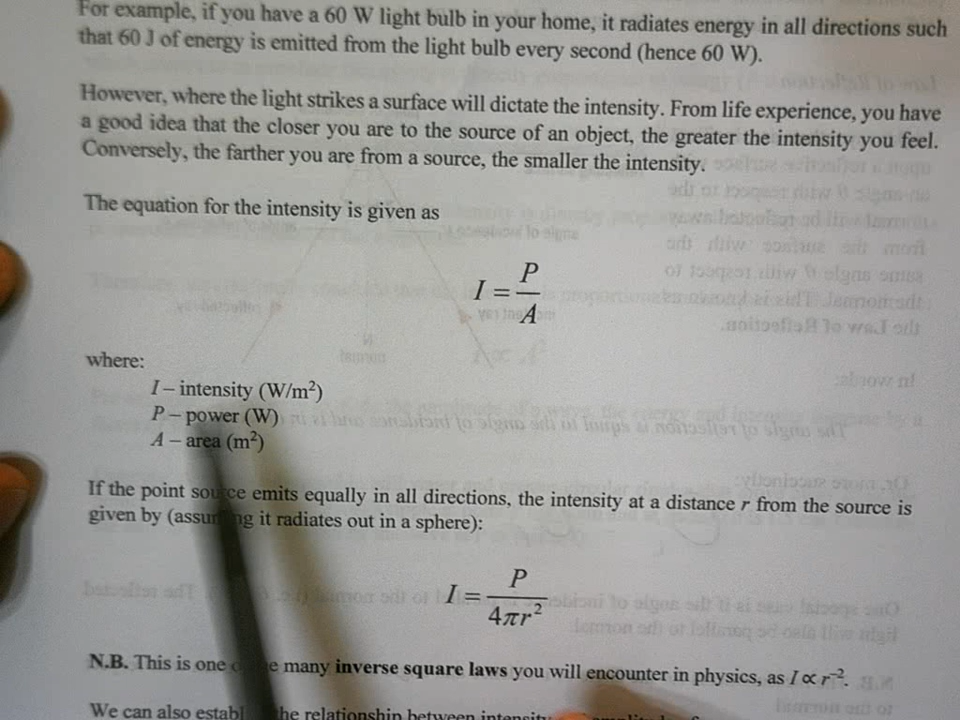 For example, if you have a 60 W light bulb in your home, it radiates energy in all directions such
that 60 J of energy is emitted from the light bulb every second (hence 60 W).
However, where the light strikes a surface will dictate the intensity. From life experience, you have
a good idea that the closer you are to the source of an object, the greater the intensity you feel.
Conversely, the farther you are from a source, the smaller the intensity.
The equation for the intensity is given as
I = P/A
where:
I – intensity (W/m²)
P – power (W)
A – area (m²)
If the point source emits equally in all directions, the intensity at a distance r from the source is
given by (assuming it radiates out in a sphere):
I = P/4πr²
N.B. This is one many inverse square laws you will encounter in physics, as I ∝ r⁻².
We can also the relationship between intensity